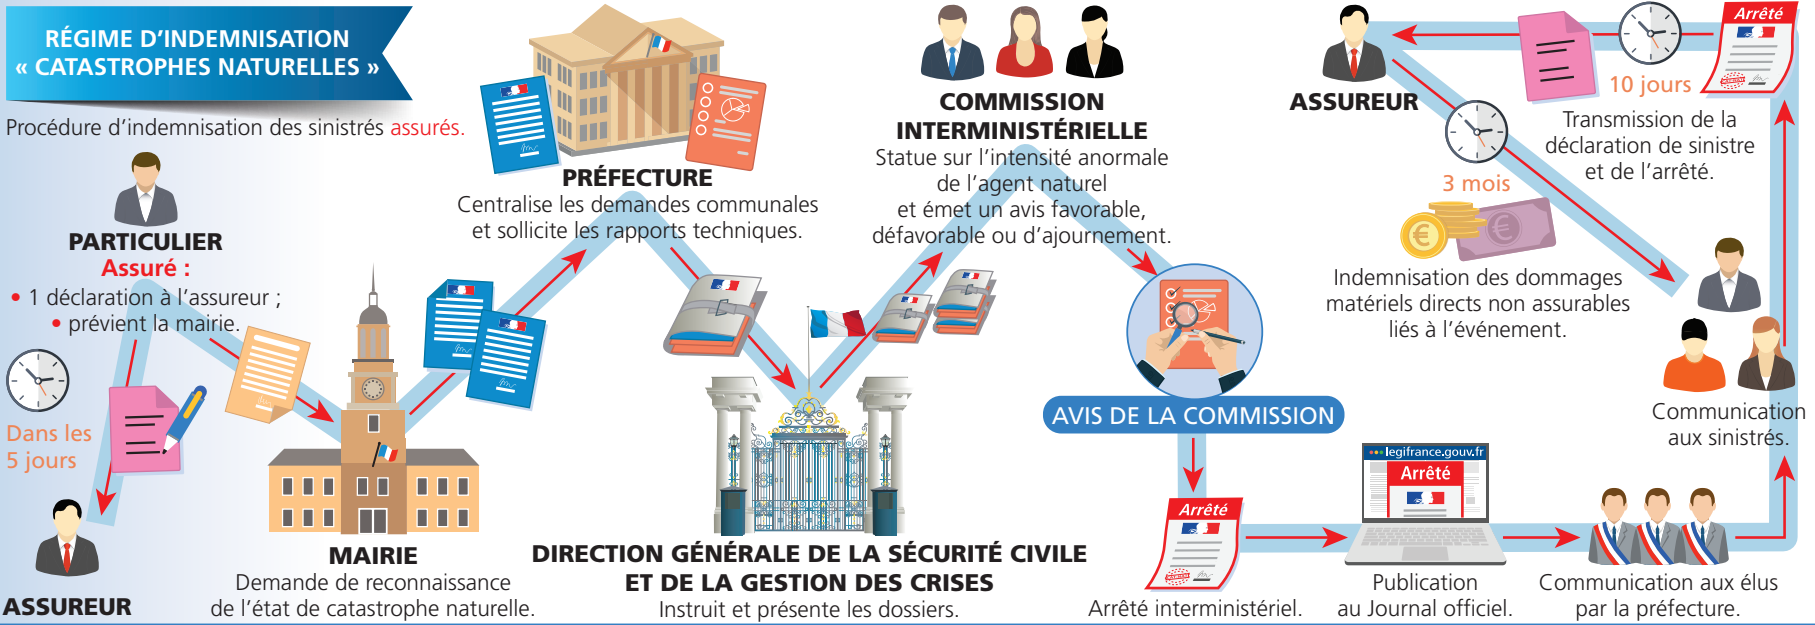 RÉGIME D'INDEMNISATION
« CATASTROPHES NATURELLES »
Procédure d'indemnisation des sinistrés assurés.
PARTICULIER
Assuré :
• 1 déclaration à l'assureur ;
• prévient la mairie.
Dans les
5 jours
ASSUREUR
MAIRIE
Demande de reconnaissance
de l'état de catastrophe naturelle.
PRÉFECTURE
Centralise les demandes communales
et sollicite les rapports techniques.
DIRECTION GÉNÉRALE DE LA SÉCURITÉ CIVILE
ET DE LA GESTION DES CRISES
Instruit et présente les dossiers.
COMMISSION
INTERMINISTÉRIELLE
Statue sur l'intensité anormale
de l'agent naturel
et émet un avis favorable,
défavorable ou d'ajournement.
AVIS DE LA COMMISSION
Arrêté
Arrêté interministériel.
legifrance.gouv.fr
Arrêté
Publication
au Journal officiel.
Communication aux élus
par la préfecture.
Communication
aux sinistrés.
Arrêté
10 jours
Transmission de la
déclaration de sinistre
et de l'arrêté.
ASSUREUR
3 mois
Indemnisation des dommages
matériels directs non assurables
liés à l'événement.